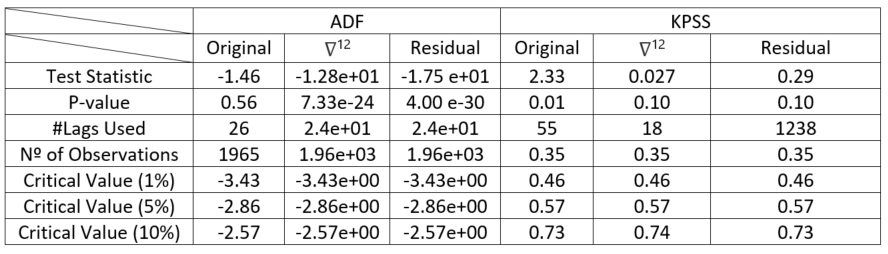 ADF KPSS
Original ∇¹² Residual Original ∇¹² Residual
Test Statistic -1.46 -1.28e+01 -1.75 e+01 2.33 0.027 0.29
P-value 0.56 7.33e-24 4.00 e-30 0.01 0.10 0.10
#Lags Used 26 2.4e+01 2.4e+01 55 18 1238
Nº of Observations 1965 1.96e+03 1.96e+03 0.35 0.35 0.35
Critical Value (1%) -3.43 -3.43e+00 -3.43e+00 0.46 0.46 0.46
Critical Value (5%) -2.86 -2.86e+00 -2.86e+00 0.57 0.57 0.57
Critical Value (10%) -2.57 -2.57e+00 -2.57e+00 0.73 0.74 0.73